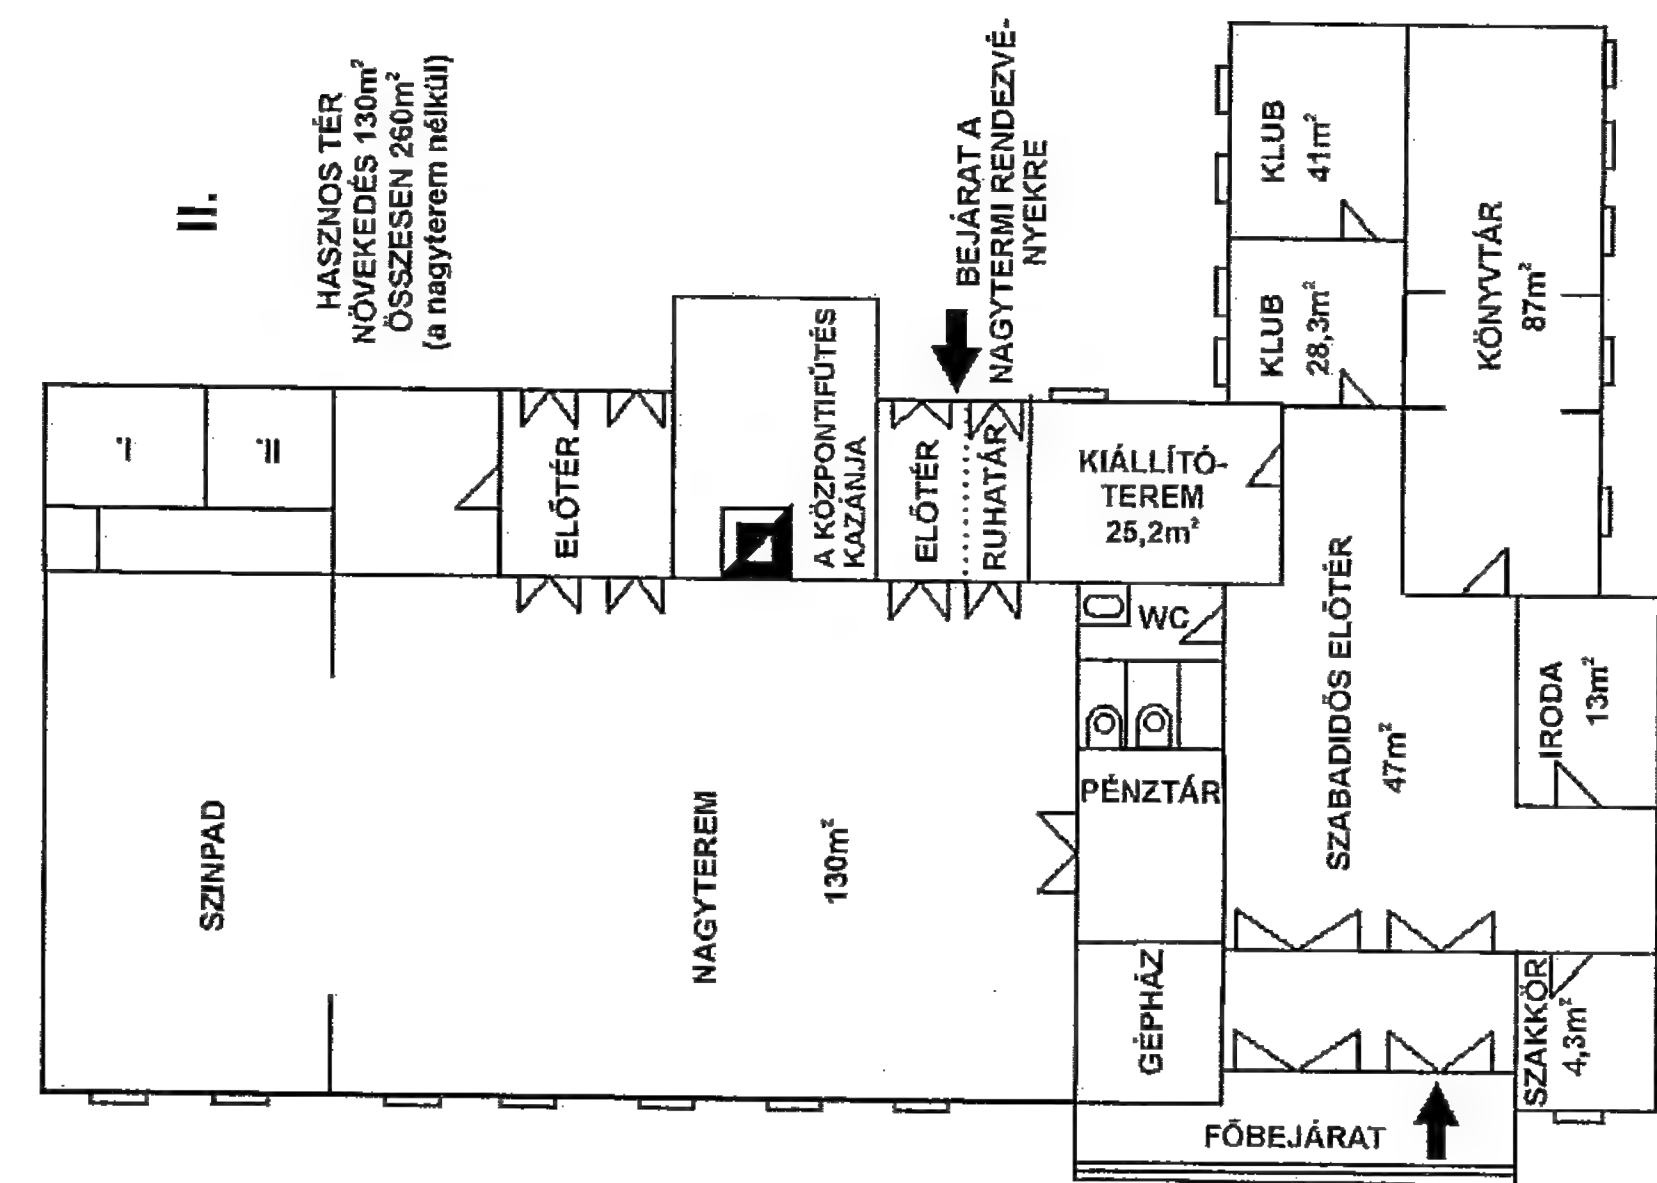 II.
HASZNOS TÉR
NÖVEKEDÉS 130m²
ÖSSZESEN 260m²
(a nagyterem nélkül)
BEJÁRAT A
NAGYTERMI RENDEZVÉ-
NYEKRE
i.
ii.
ELŐTÉR
A KÖZPONTIFŰTÉS
KAZÁNJA
ELŐTÉR
RUHATÁR
KIÁLLÍTÓ-
TEREM
25,2m²
KLUB
41m²
KLUB
28,3m²
KÖNYVTÁR
87m²
SZINPAD
NAGYTEREM
130m²
WC
PÉNZTÁR
GÉPHÁZ
SZABADIDŐS ELŐTÉR
47m²
IRODA
13m²
SZAKKÖR
4,3m²
FŐBEJÁRAT